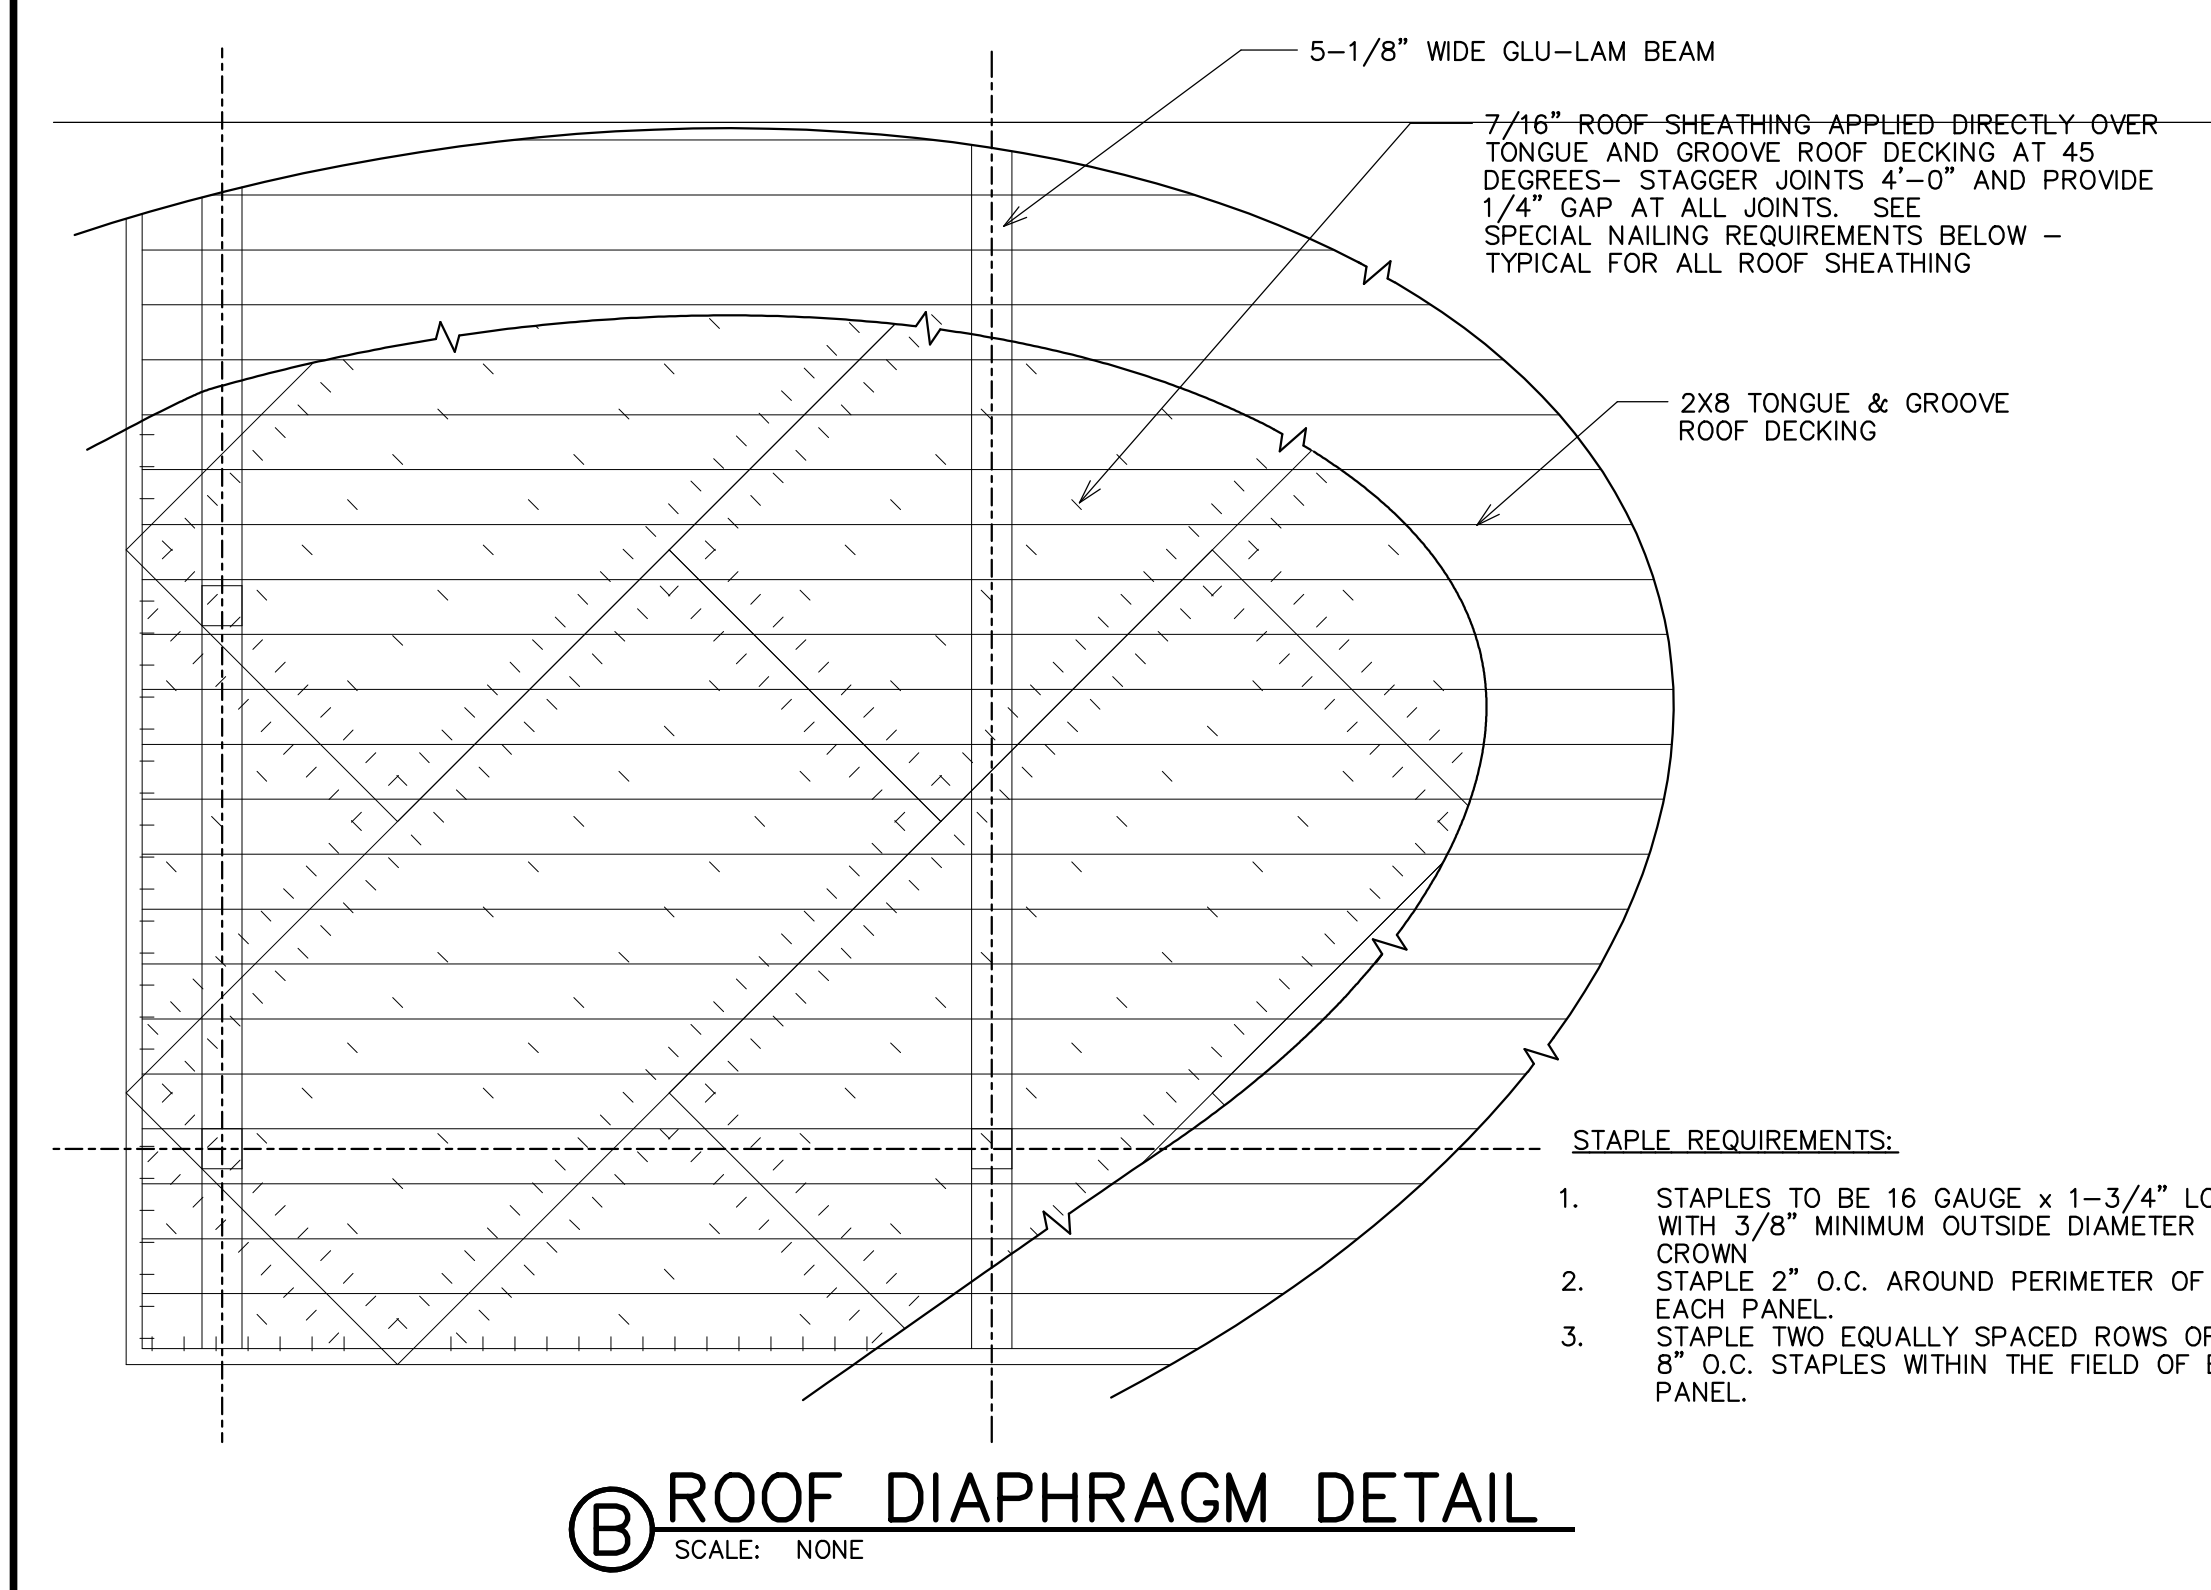 5-1/8" WIDE GLU-LAM BEAM
7/16" ROOF SHEATHING APPLIED DIRECTLY OVER
TONGUE AND GROOVE ROOF DECKING AT 45
DEGREES- STAGGER JOINTS 4'-0" AND PROVIDE
1/4" GAP AT ALL JOINTS. SEE
SPECIAL NAILING REQUIREMENTS BELOW -
TYPICAL FOR ALL ROOF SHEATHING
2X8 TONGUE & GROOVE
ROOF DECKING
STAPLE REQUIREMENTS:
1. STAPLES TO BE 16 GAUGE x 1-3/4"
WITH 3/8" MINIMUM OUTSIDE DIAMETER
CROWN
2. STAPLE 2" O.C. AROUND PERIMETER OF
EACH PANEL.
3. STAPLE TWO EQUALLY SPACED ROWS OF
8" O.C. STAPLES WITHIN THE FIELD OF
PANEL.
B ROOF DIAPHRAGM DETAIL
SCALE: NONE